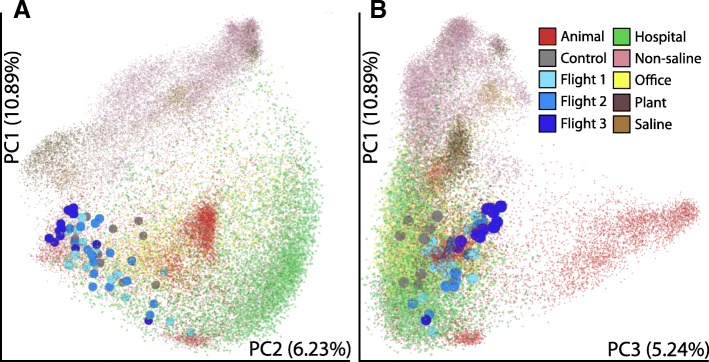 A
B
PC1 (10.89%)
PC2 (6.23%)
PC1 (10.89%)
PC3 (5.24%)
Animal
Control
Flight 1
Flight 2
Flight 3
Hospital
Non-saline
Office
Plant
Saline